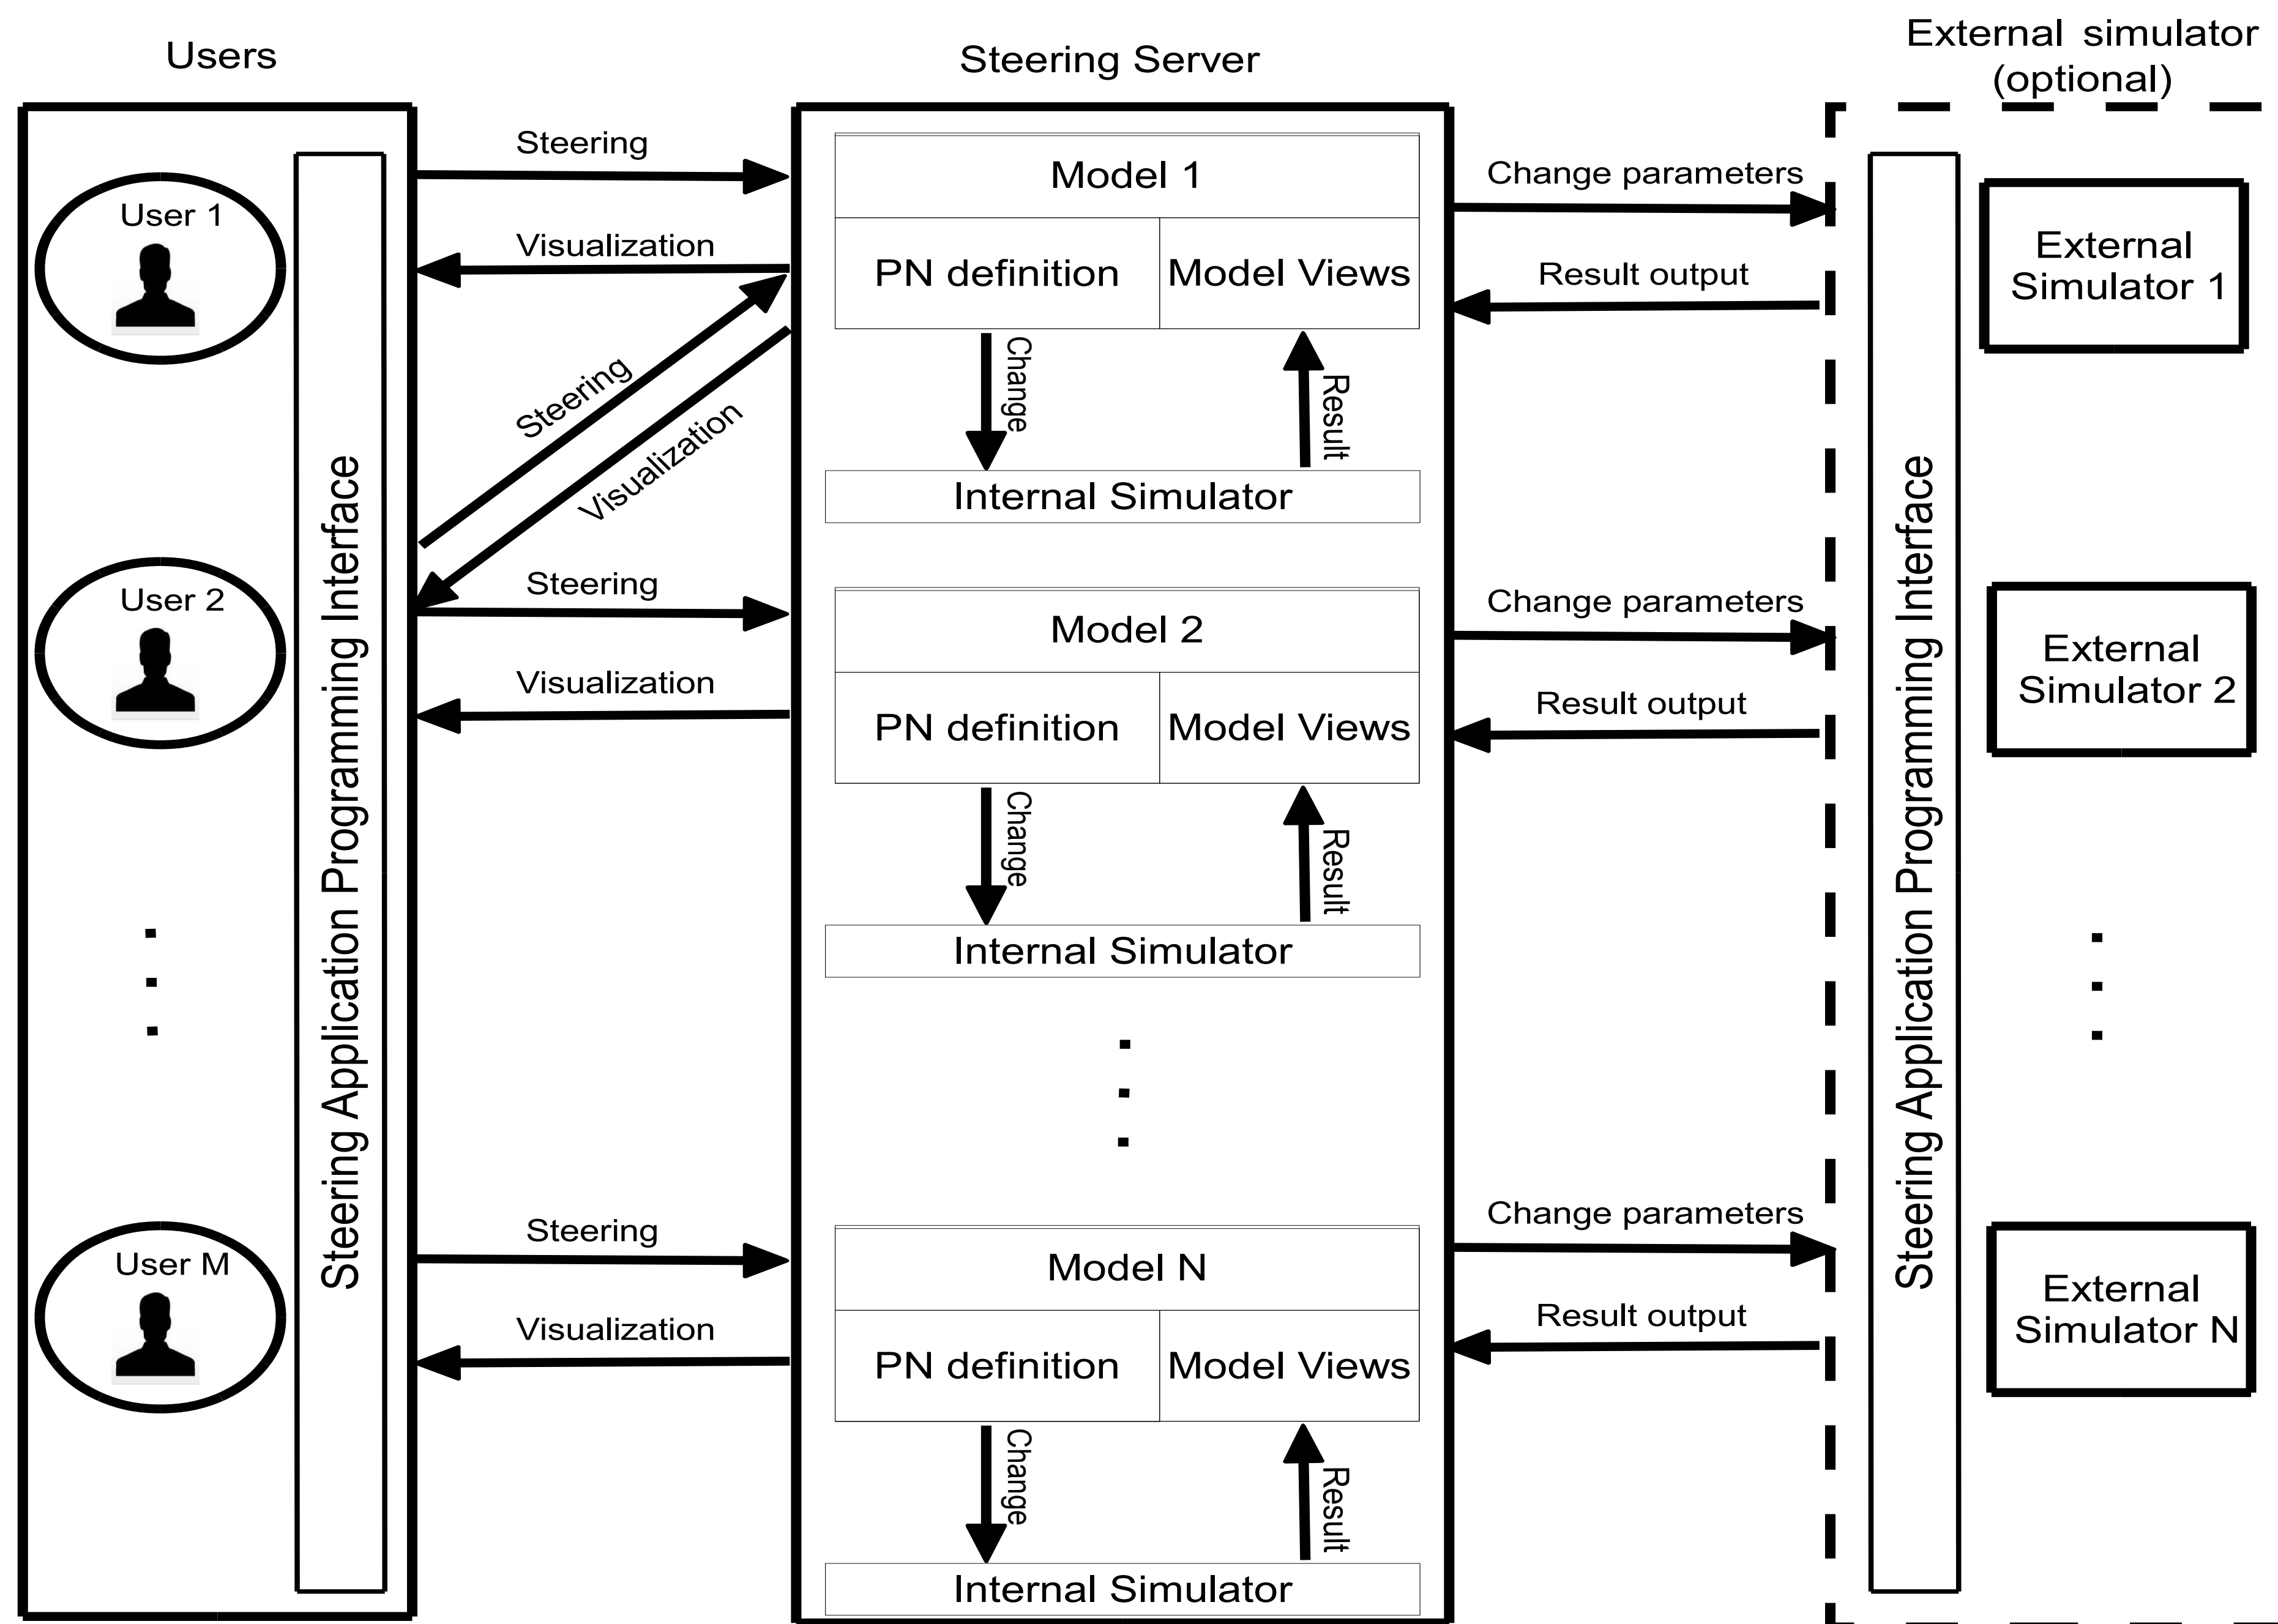 Users
Steering Server
External simulator
(optional)
User 1
User 2
User M
Steering Application Programming Interface
Steering
Visualization
Steering
Visualization
Steering
Visualization
Steering
Visualization
Model 1
PN definition
Model Views
Change
Result
Internal Simulator
Model 2
PN definition
Model Views
Change
Result
Internal Simulator
Model N
PN definition
Model Views
Change
Result
Internal Simulator
Change parameters
Result output
Change parameters
Result output
Change parameters
Result output
Steering Application Programming Interface
External
Simulator 1
External
Simulator 2
External
Simulator N